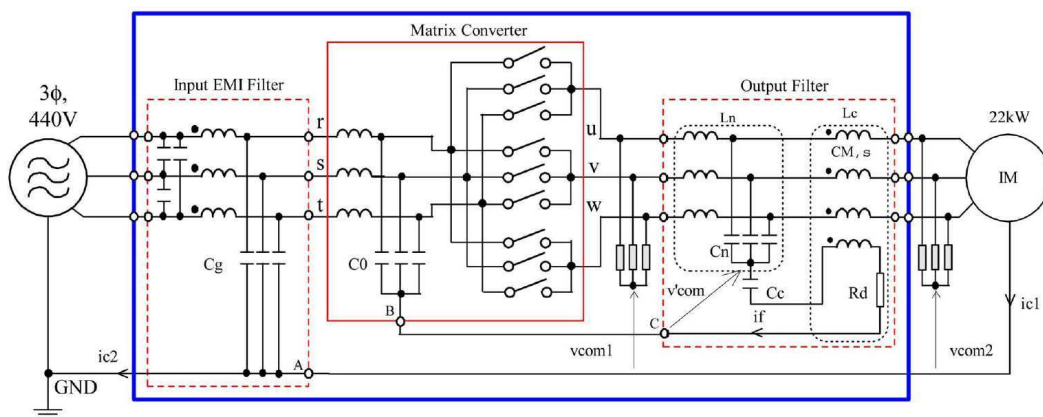 Matrix Converter
Input EMI Filter
Output Filter
3ϕ,
440V
22kW
r
s
t
u
v
w
Ln
Lc
CM, s
IM
Cg
C0
Cn
Cc
Rd
v'com
B
C
if
ic1
ic2
A
vcom1
vcom2
GND